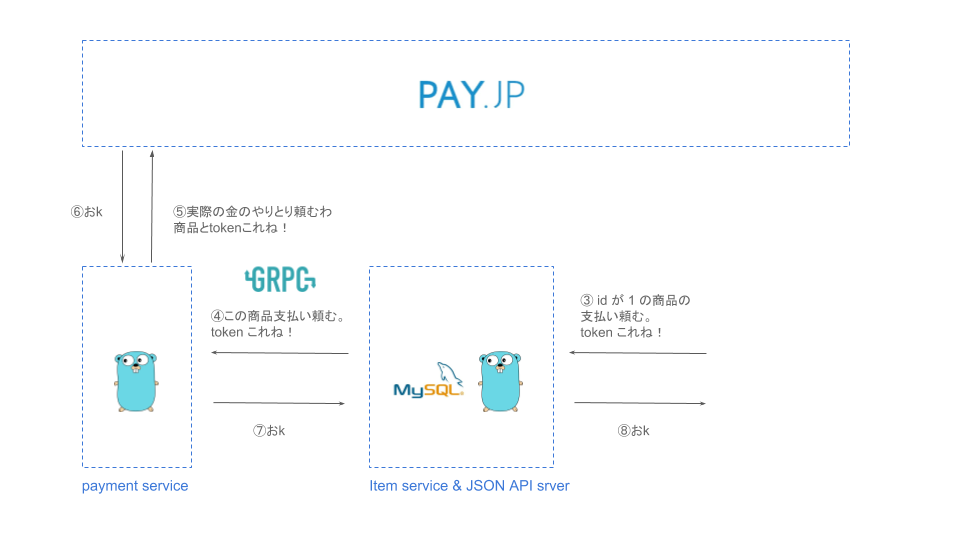 PAY.JP
⑥おk
⑤実際の金のやりとり頼むわ
商品とtokenこれね！
GRPC
④この商品支払い頼む。
token これね！
③ id が 1 の商品の
支払い頼む。
token これね！
MySQL®
⑦おk
⑧おk
payment service
Item service & JSON API srver